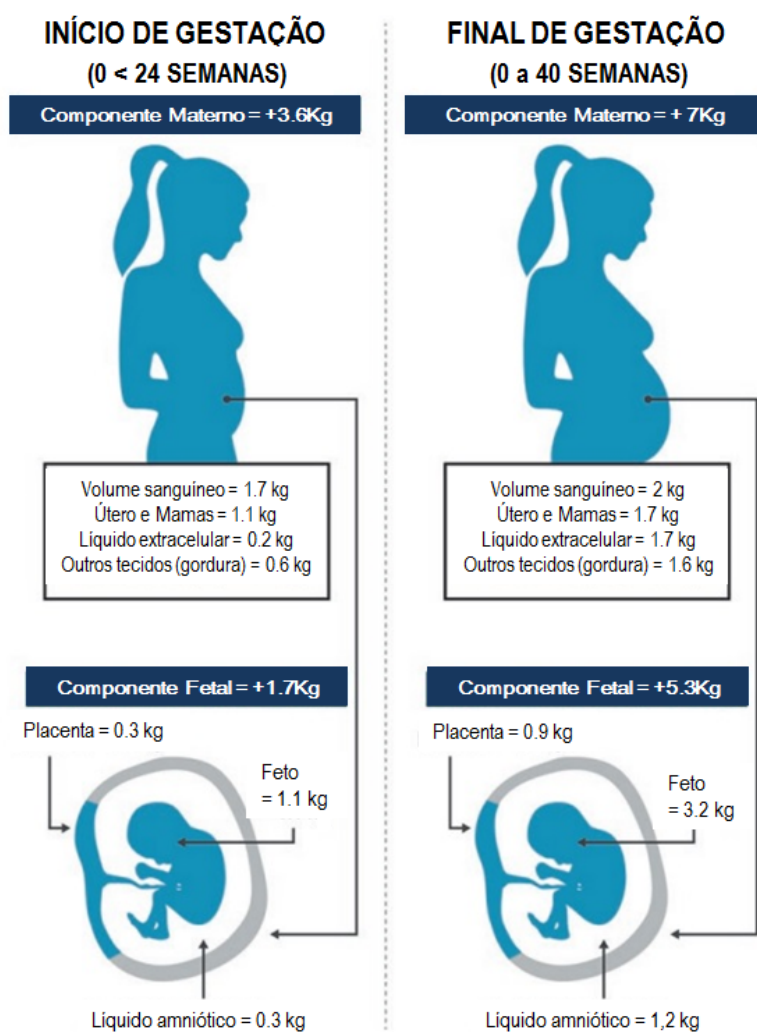 INÍCIO DE GESTAÇÃO
(0 < 24 SEMANAS)
Componente Materno = +3.6Kg
Volume sanguíneo = 1.7 kg
Útero e Mamas = 1.1 kg
Líquido extracelular = 0.2 kg
Outros tecidos (gordura) = 0.6 kg
Componente Fetal = +1.7Kg
Placenta = 0.3 kg
Feto
= 1.1 kg
Liquido amniótico = 0.3 kg
FINAL DE GESTAÇÃO
(0 a 40 SEMANAS)
Componente Materno = + 7Kg
Volume sanguíneo = 2 kg
Útero e Mamas = 1.7 kg
Líquido extracelular = 1.7 kg
Outros tecidos (gordura) = 1.6 kg
Componente Fetal = +5.3Kg
Placenta = 0.9 kg
Feto
= 3.2 kg
Liquido amniótico = 1,2 kg